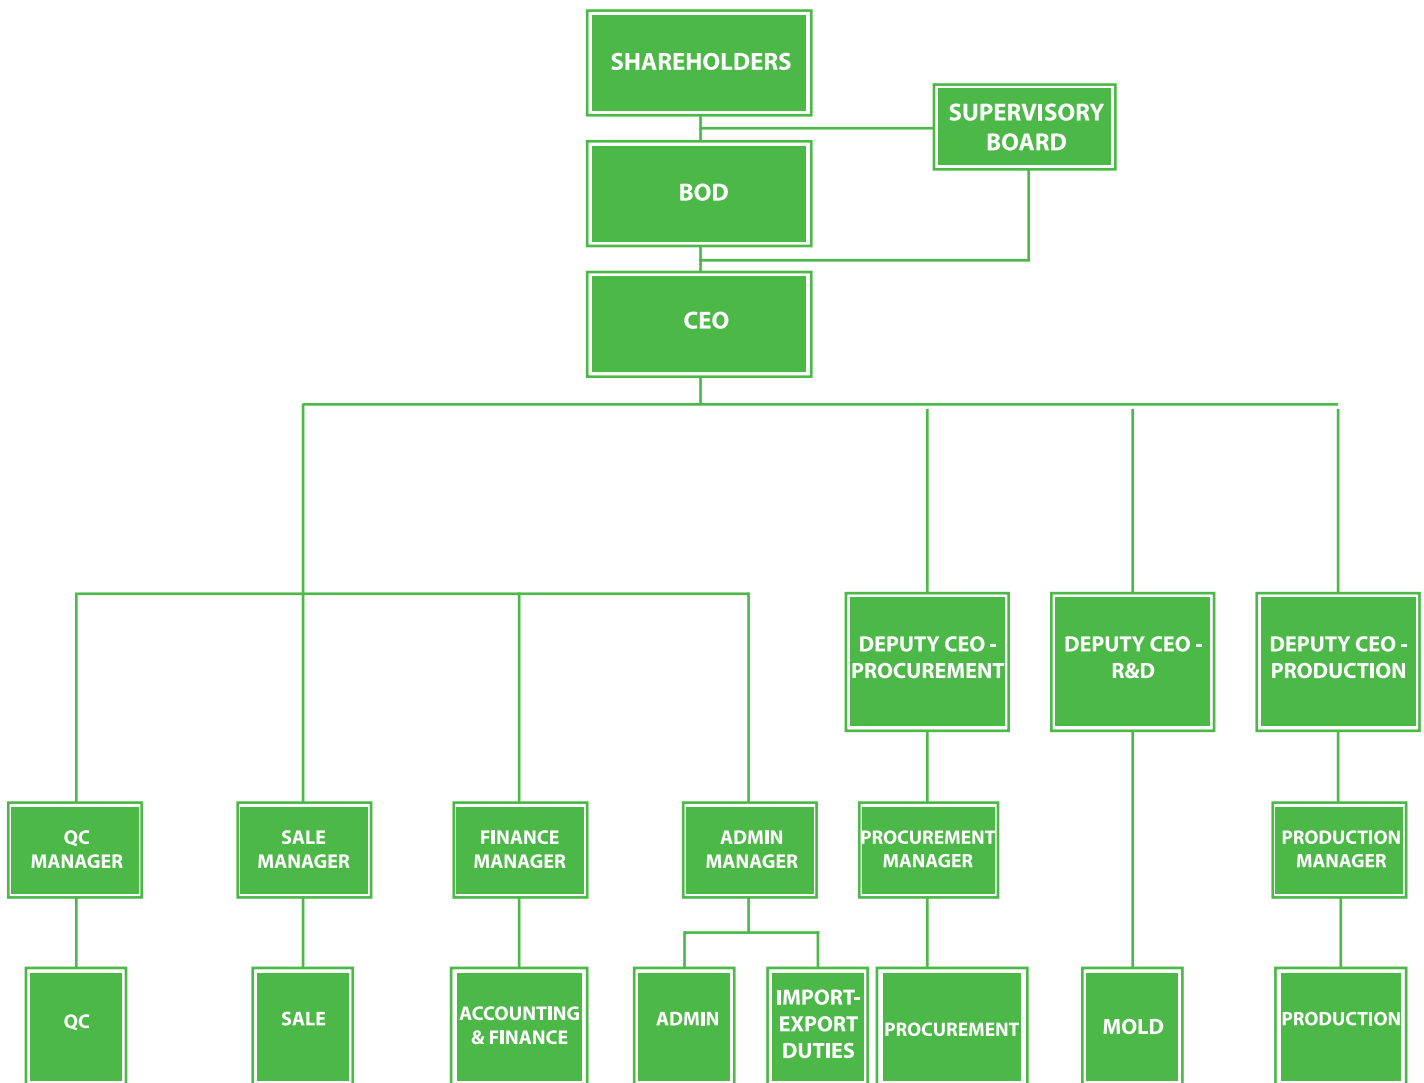 SHAREHOLDERS
SUPERVISORY
BOARD
BOD
CEO
DEPUTY CEO -
PROCUREMENT
DEPUTY CEO -
R&D
DEPUTY CEO -
PRODUCTION
QC
MANAGER
SALE
MANAGER
FINANCE
MANAGER
ADMIN
MANAGER
PROCUREMENT
MANAGER
PRODUCTION
MANAGER
QC
SALE
ACCOUNTING
& FINANCE
ADMIN
IMPORT-
EXPORT
DUTIES
PROCUREMENT
MOLD
PRODUCTION